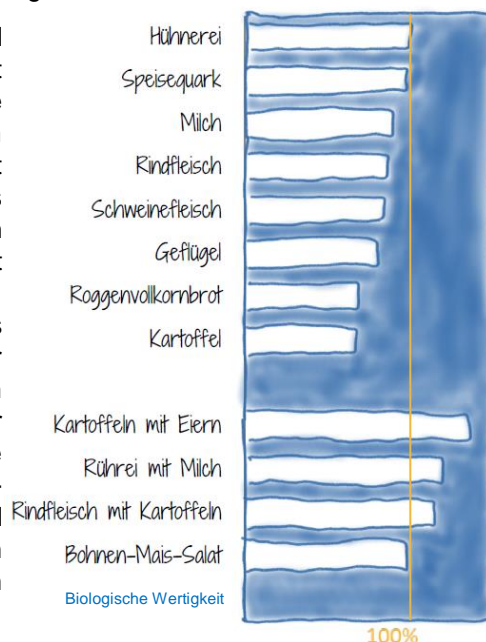 Hühnerei
Speisequark
Milch
Rindfleisch
Schweinefleisch
Geflügel
Roggenvollkornbrot
Kartoffel
Kartoffeln mit Eiern
Rührei mit Milch
Rindfleisch mit Kartoffeln
Bohnen-Mais-Salat
Biologische Wertigkeit
100%